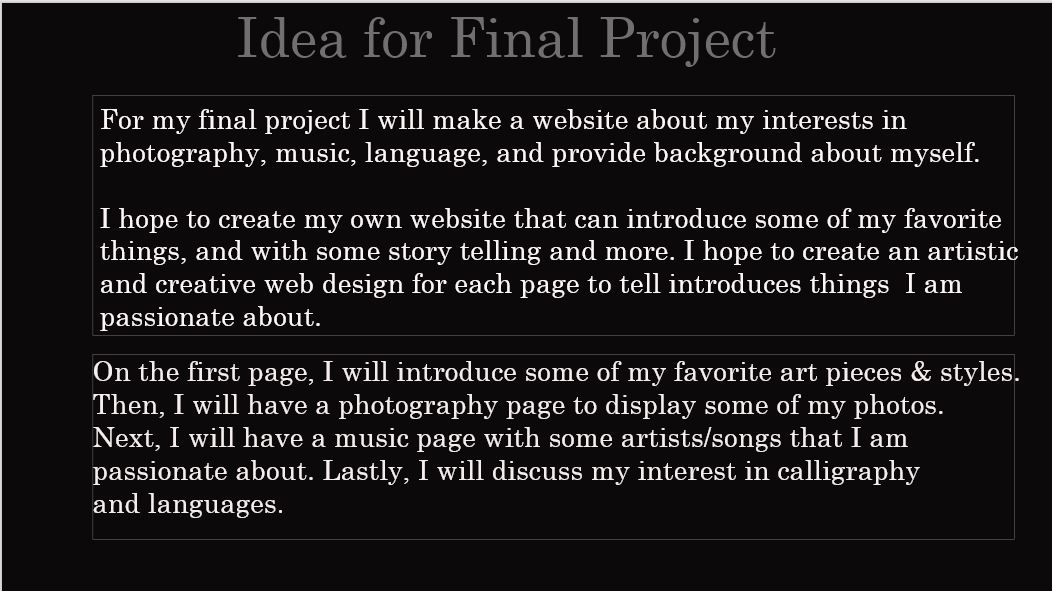 Idea for Final Project
For my final project I will make a website about my interests in
photography, music, language, and provide background about myself.
I hope to create my own website that can introduce some of my favorite
things, and with some story telling and more. I hope to create an artistic
and creative web design for each page to tell introduces things  I am
passionate about.
On the first page, I will introduce some of my favorite art pieces & styles.
Then, I will have a photography page to display some of my photos.
Next, I will have a music page with some artists/songs that I am
passionate about. Lastly, I will discuss my interest in calligraphy
and languages.